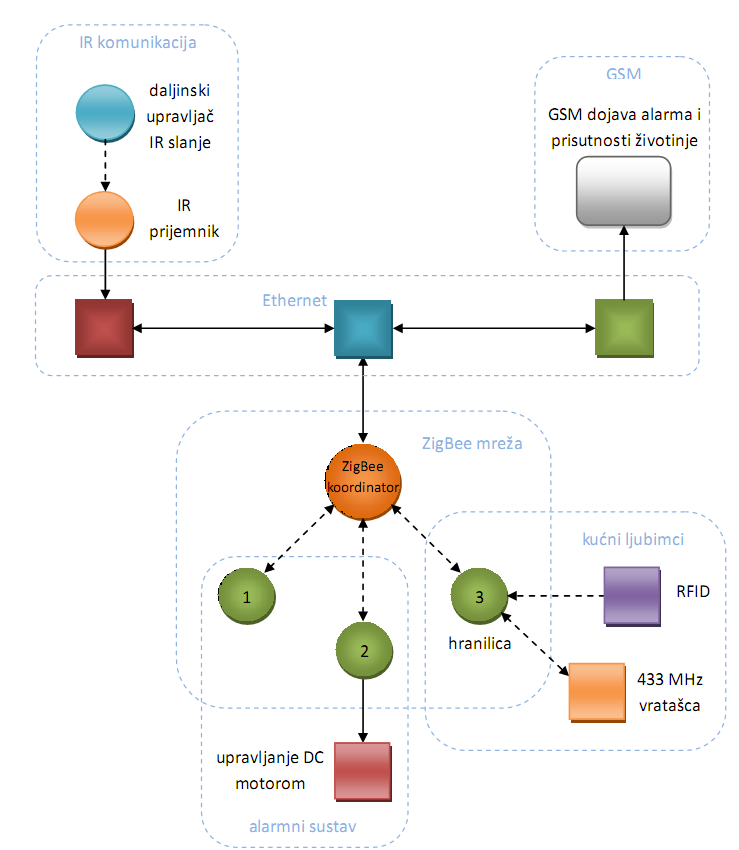 IR komunikacija
daljinski
upravljač
IR slanje
IR
prijemnik
GSM
GSM dojava alarma i
prisutnosti životinje
Ethernet
ZigBee mreža
ZigBee
koordinator
kućni ljubimci
1
2
3
hranilica
RFID
433 MHz
vratašca
upravljanje DC
motorom
alarmni sustav